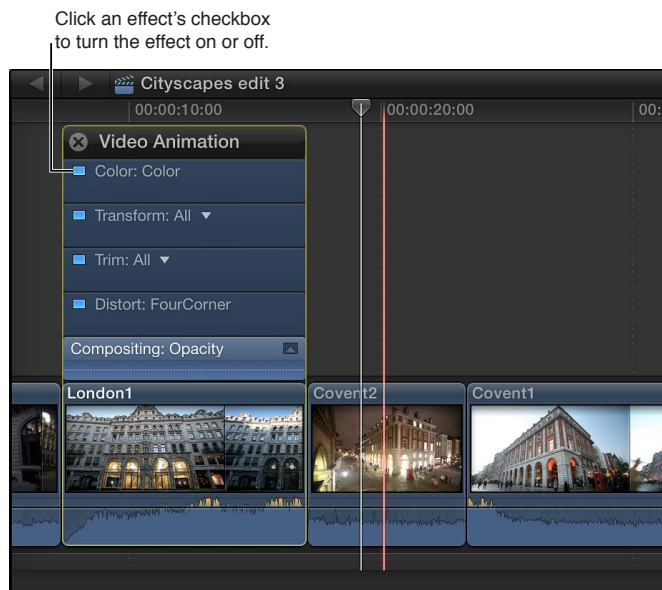 Click an effect's checkbox
to turn the effect on or off.
Cityscapes edit 3
00:00:10:00
00:00:20:00
00:
Video Animation
Color: Color
Transform: All
Trim: All
Distort: FourCorner
Compositing: Opacity
London1
Covent2
Covent1